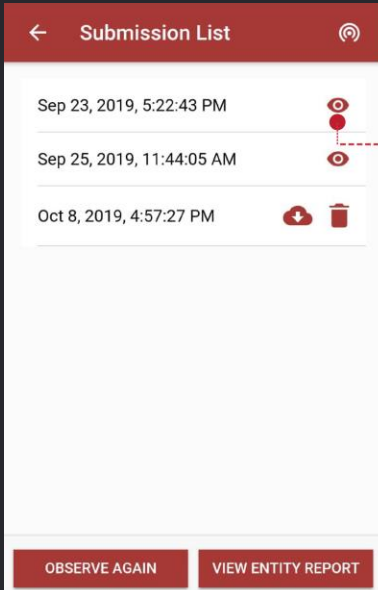 Submission List
Sep 23, 2019, 5:22:43 PM
Sep 25, 2019, 11:44:05 AM
Oct 8, 2019, 4:57:27 PM
OBSERVE AGAIN
VIEW ENTITY REPORT